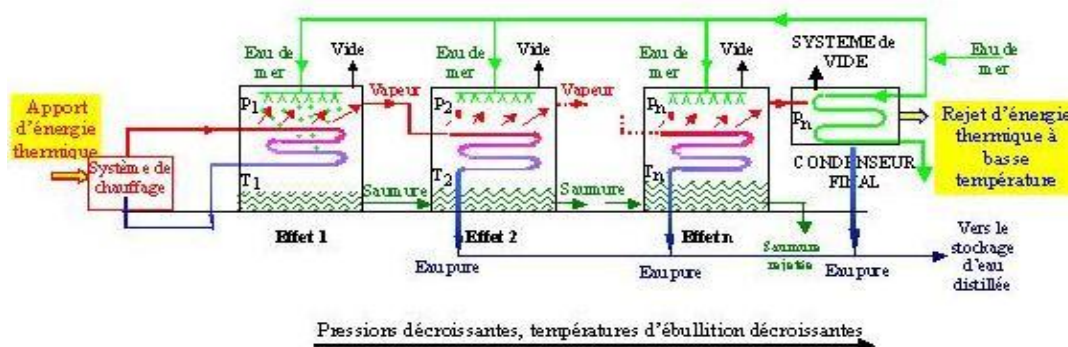 Eau de
mer
Vide
Eau de
mer
Vide
Eau de
mer
Vide
SYSTEME de
VIDE
Eau de
mer
Apport
d'énergie
thermique
Système de
chauffage
P1
T1
Vapeur
P2
T2
Vapeur
Pn
Tn
Pn
CONDENSEUR
FINAL
Rejet d'énergie
thermique à
basse
température
Saumure
Saumure
Effet 1
Effet 2
Effet n
Saumure
rejetée
Eau pure
Eau pure
Eau pure
Vers le
stockage
d'eau
distillée
Pressions décroissantes, températures d'ébullition décroissantes